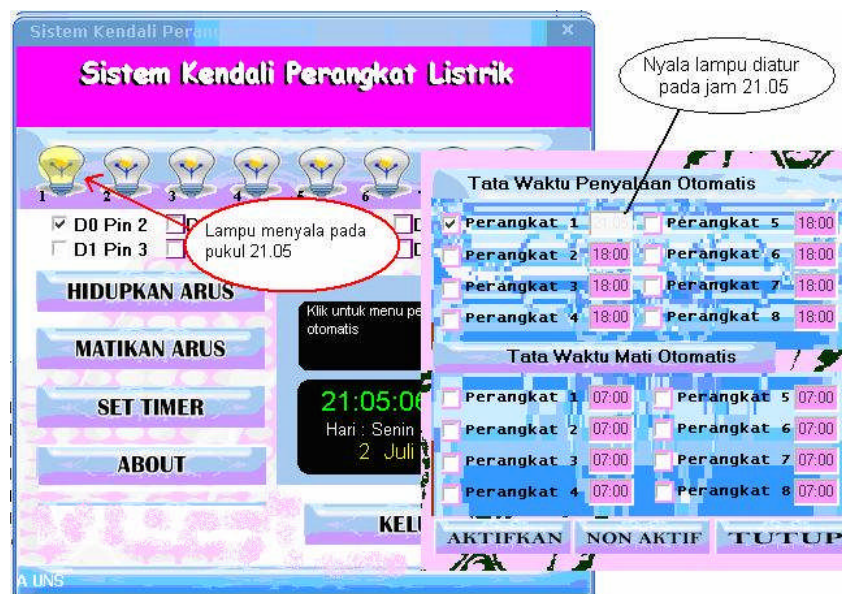 Sistem Kendali Peran
Sistem Kendali Perangkat Listrik
Nyala lampu diatur
pada jam 21.05
1 2 3 4 5 6
D0 Pin 2
D1 Pin 3
Lampu menyala pada
pukul 21.05
HIDUPKAN ARUS
MATIKAN ARUS
SET TIMER
ABOUT
Klik untuk menu pe
otomatis
21:05:06
Hari : Senin
2 Juli
KELU
A UNS
Tata Waktu Penyalaan Otomatis
Perangkat 1 21:05 Perangkat 5 18:00
Perangkat 2 18:00 Perangkat 6 18:00
Perangkat 3 18:00 Perangkat 7 18:00
Perangkat 4 18:00 Perangkat 8 18:00
Tata Waktu Mati Otomatis
Perangkat 1 07:00 Perangkat 5 07:00
Perangkat 2 07:00 Perangkat 6 07:00
Perangkat 3 07:00 Perangkat 7 07:00
Perangkat 4 07:00 Perangkat 8 07:00
AKTIFKAN NON AKTIF TUTUP